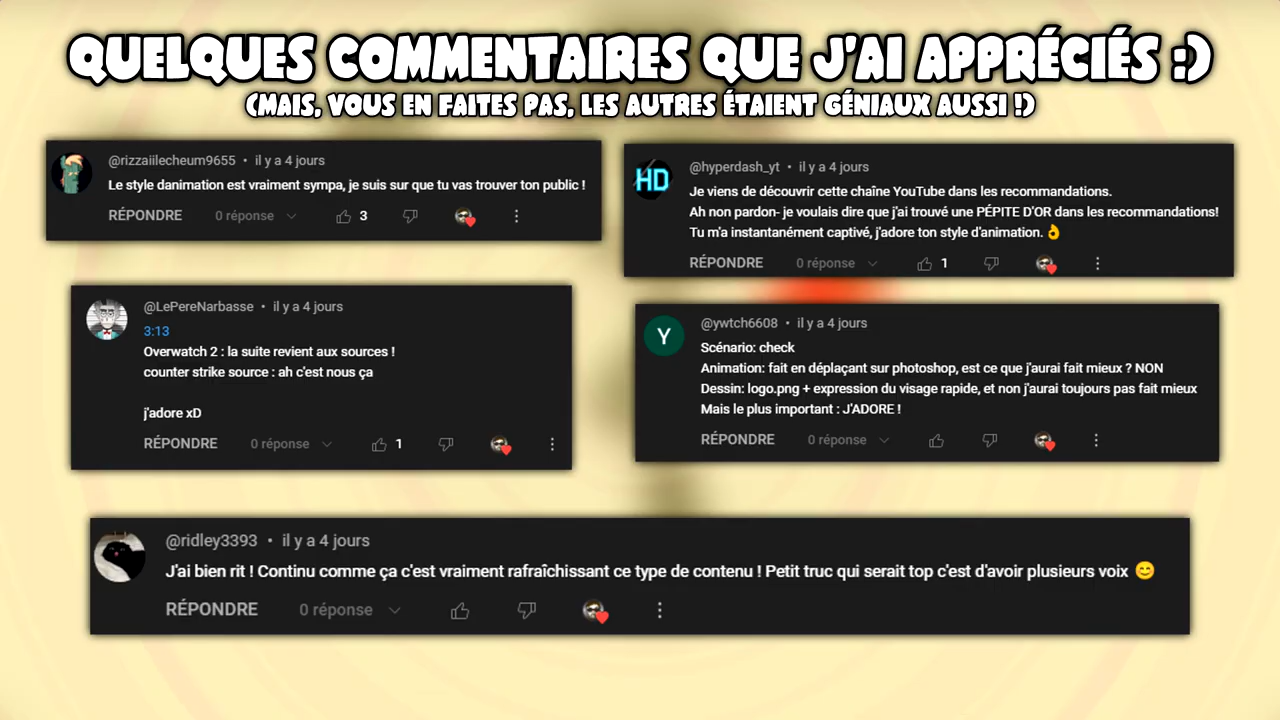 QUELQUES COMMENTAIRES QUE J'AI APPRÉCIÉS :)
(MAIS, VOUS EN FAITES PAS, LES AUTRES ÉTAIENT GÉNIAUX AUSSI !)
@rizzaiilecheum9655 • il y a 4 jours
Le style danimation est vraiment sympa, je suis sur que tu vas trouver ton public !
RÉPONDRE 0 réponse 3
@hyperdash_yt • il y a 4 jours
HD
Je viens de découvrir cette chaîne YouTube dans les recommandations.
Ah non pardon- je voulais dire que j'ai trouvé une PÉPITE D'OR dans les recommandations!
Tu m'a instantanément captivé, j'adore ton style d'animation. 👌
RÉPONDRE 0 réponse 1
@LePereNarbasse • il y a 4 jours
3:13
Overwatch 2 : la suite revient aux sources !
counter strike source : ah c'est nous ça
j'adore xD
RÉPONDRE 0 réponse 1
@ywtch6608 • il y a 4 jours
Y
Scénario: check
Animation: fait en déplaçant sur photoshop, est ce que j'aurai fait mieux ? NON
Dessin: logo.png + expression du visage rapide, et non j'aurai toujours pas fait mieux
Mais le plus important : J'ADORE !
RÉPONDRE 0 réponse
@ridley3393 • il y a 4 jours
J'ai bien rit ! Continu comme ça c'est vraiment rafraîchissant ce type de contenu ! Petit truc qui serait top c'est d'avoir plusieurs voix 😊
RÉPONDRE 0 réponse